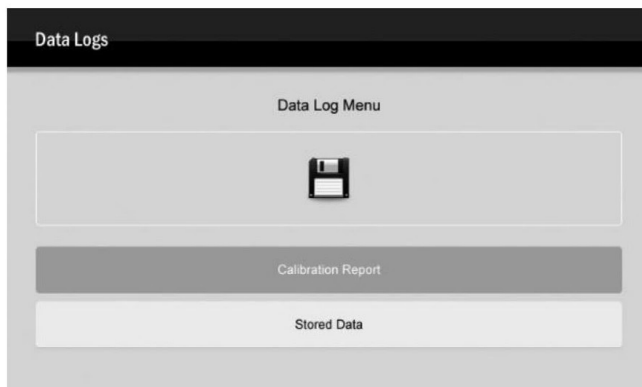 Data Logs
Data Log Menu
Calibration Report
Stored Data